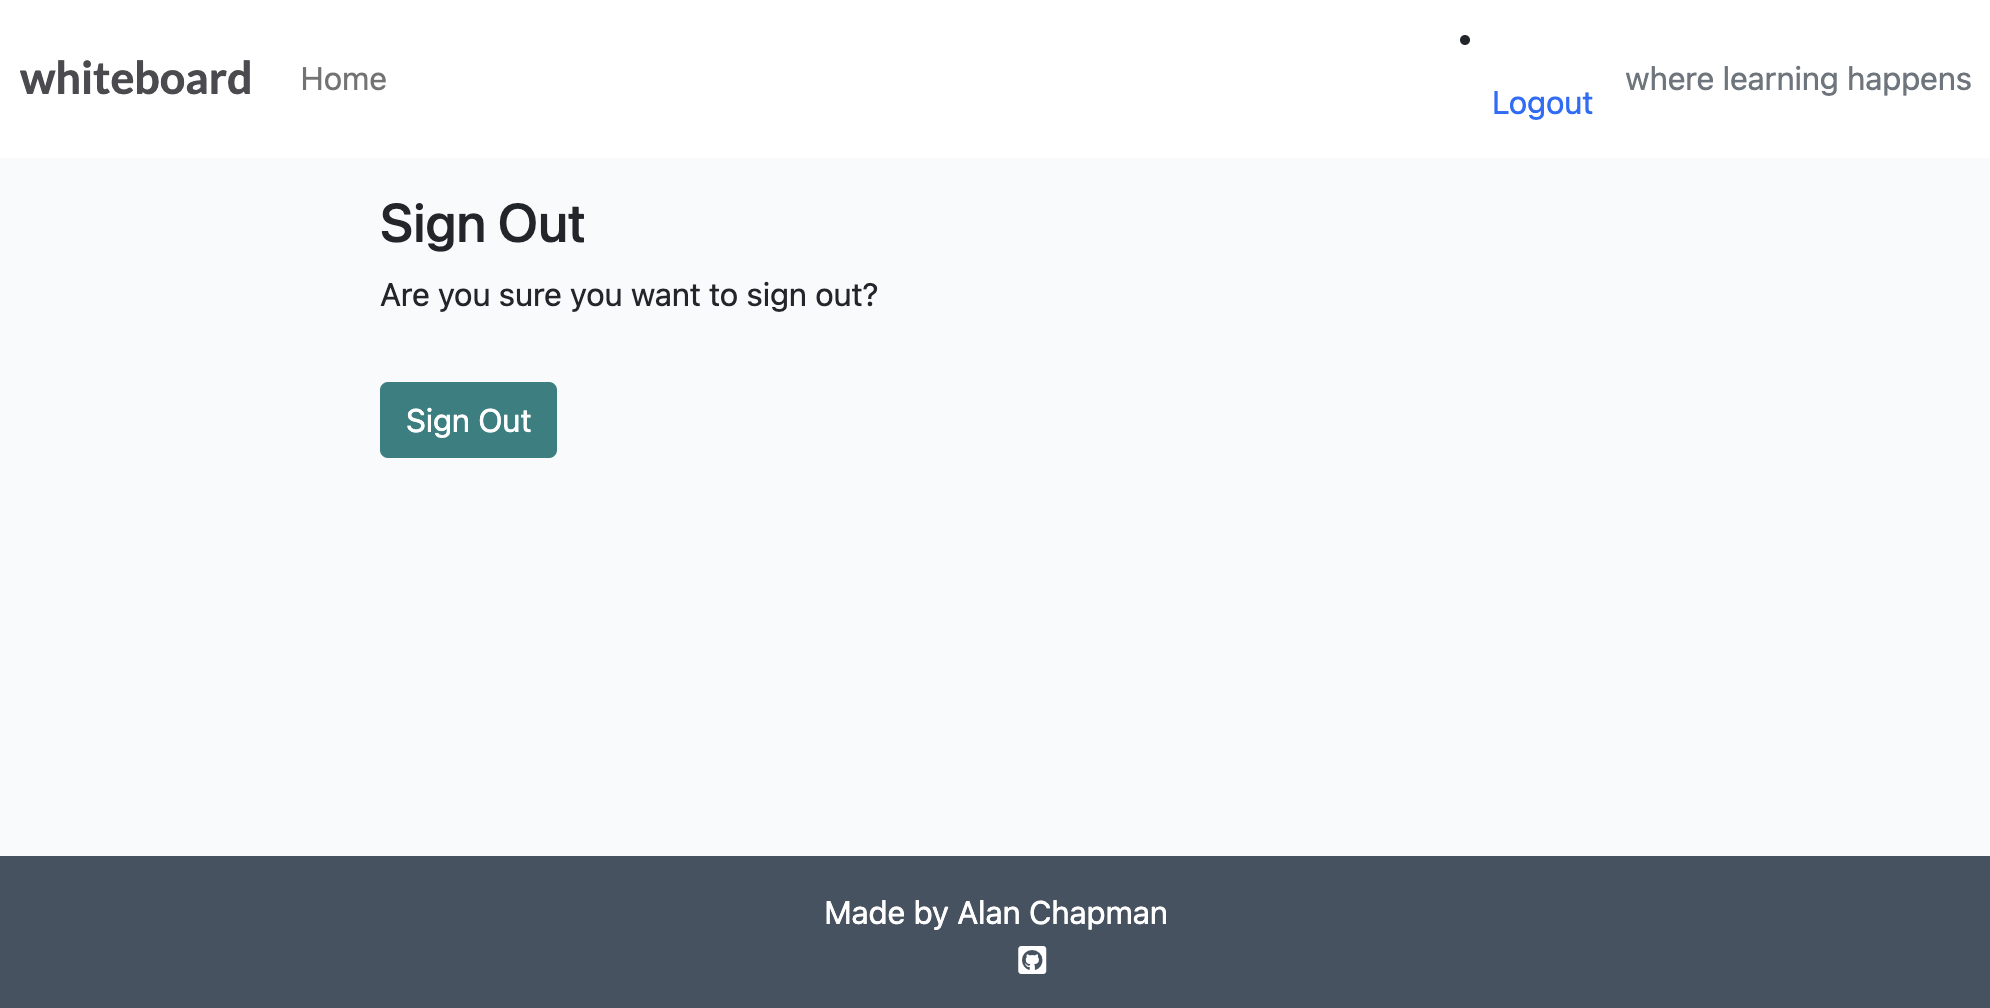 whiteboard
Home
Logout
where learning happens
Sign Out
Are you sure you want to sign out?
Sign Out
Made by Alan Chapman